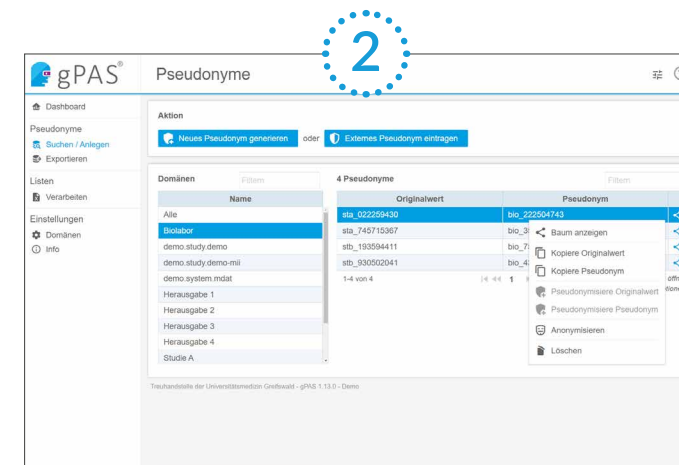 2
gPAS®
Pseudonyme
Dashboard
Pseudonyme
Suchen / Anlegen
Exportieren
Listen
Verarbeiten
Einstellungen
Domänen
Info
Aktion
Neues Pseudonym generieren oder Externes Pseudonym eintragen
Domänen Filtern
Name
Alle
Biolabor
demo.study.demo
demo.study.demo-mii
demo.system.mdat
Herausgabe 1
Herausgabe 2
Herausgabe 3
Herausgabe 4
Studie A
4 Pseudonyme Filtern
Originalwert Pseudonym
sta_022259430 bio_222504743
sta_745715367
stb_193594411
stb_930502041
1-4 von 4 1
Baum anzeigen
Kopiere Originalwert
Kopiere Pseudonym
Pseudonymisiere Originalwert
Pseudonymisiere Pseudonym
Anonymisieren
Löschen
Treuhandstelle der Universitätsmedizin Greifswald - gPAS 1.13.0 - Demo